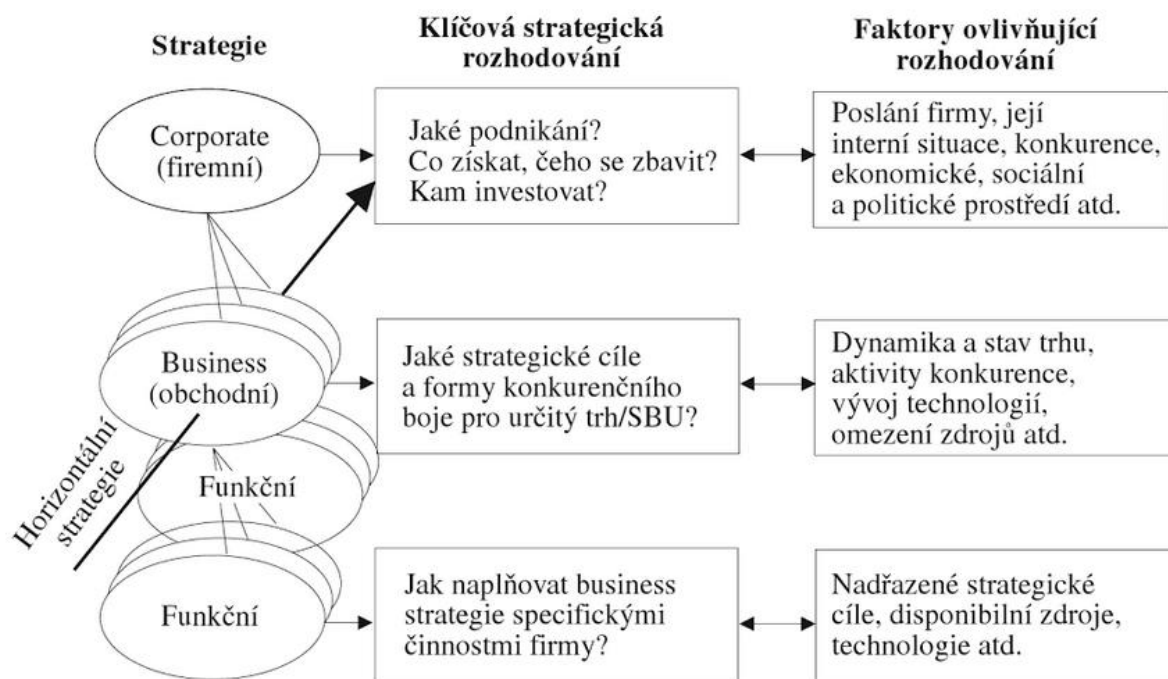 Strategie
Klíčová strategická
rozhodování
Faktory ovlivňující
rozhodování
Corporate
(firemní)
Jaké podnikání?
Co získat, čeho se zbavit?
Kam investovat?
Poslání firmy, její
interní situace, konkurence,
ekonomické, sociální
a politické prostředí atd.
Business
(obchodní)
Jaké strategické cíle
a formy konkurenčního
boje pro určitý trh/SBU?
Dynamika a stav trhu,
aktivity konkurence,
vývoj technologií,
omezení zdrojů atd.
Horizontální
strategie
Funkční
Funkční
Jak naplňovat business
strategie specifickými
činnostmi firmy?
Nadřazené strategické
cíle, disponibilní zdroje,
technologie atd.